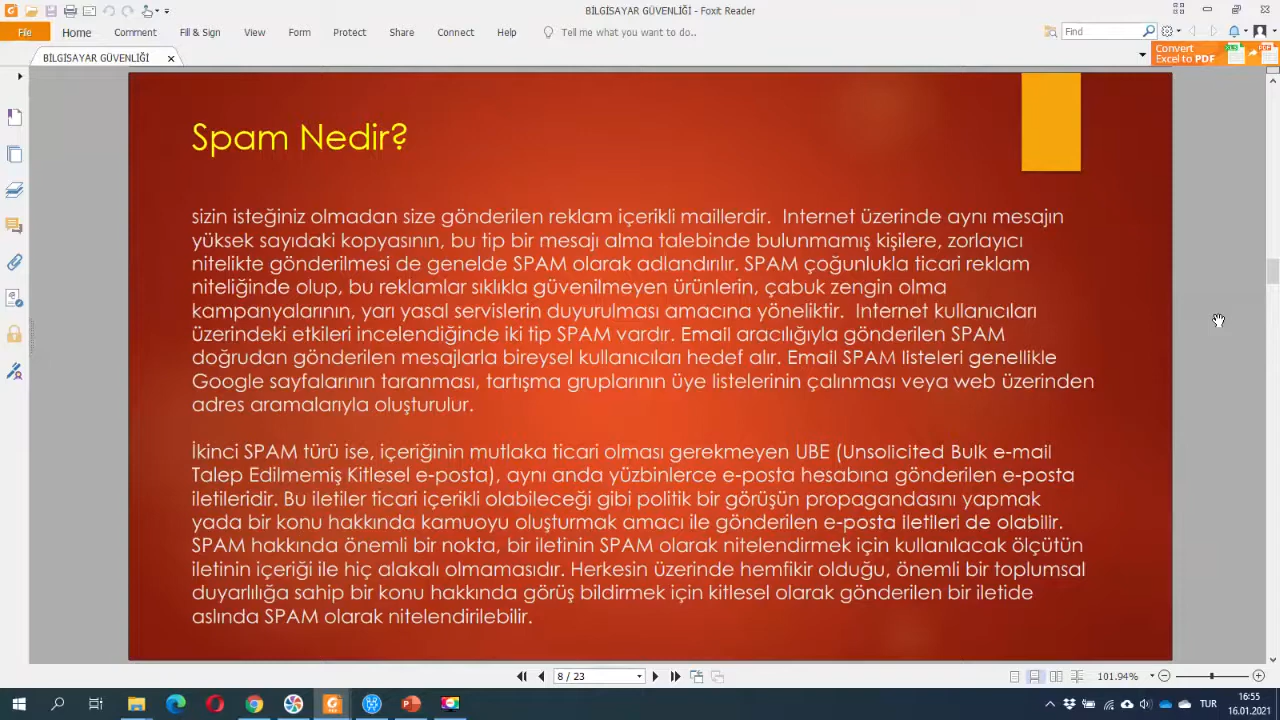 BİLGİSAYAR GÜVENLİĞİ - Foxit Reader
File Home Comment Fill & Sign View Form Protect Share Connect Help Tell me what you want to do.. Find
BİLGİSAYAR GÜVENLİĞİ
Convert
Excel to PDF
Spam Nedir?
sizin isteğiniz olmadan size gönderilen reklam içerikli maillerdir. Internet üzerinde aynı mesajın
yüksek sayıdaki kopyasının, bu tip bir mesajı alma talebinde bulunmamış kişilere, zorlayıcı
nitelikte gönderilmesi de genelde SPAM olarak adlandırılır. SPAM çoğunlukla ticari reklam
niteliğinde olup, bu reklamlar sıklıkla güvenilmeyen ürünlerin, çabuk zengin olma
kampanyalarının, yarı yasal servislerin duyurulması amacına yöneliktir. Internet kullanıcıları
üzerindeki etkileri incelendiğinde iki tip SPAM vardır. Email aracılığıyla gönderilen SPAM
doğrudan gönderilen mesajlarla bireysel kullanıcıları hedef alır. Email SPAM listeleri genellikle
Google sayfalarının taranması, tartışma gruplarının üye listelerinin çalınması veya web üzerinden
adres aramalarıyla oluşturulur.
İkinci SPAM türü ise, içeriğinin mutlaka ticari olması gerekmeyen UBE (Unsolicited Bulk e-mail
Talep Edilmemiş Kitlesel e-posta), aynı anda yüzbinlerce e-posta hesabına gönderilen e-posta
iletileridir. Bu iletiler ticari içerikli olabileceği gibi politik bir görüşün propagandasını yapmak
yada bir konu hakkında kamuoyu oluşturmak amacı ile gönderilen e-posta iletileri de olabilir.
SPAM hakkında önemli bir nokta, bir iletinin SPAM olarak nitelendirmek için kullanılacak ölçütün
iletinin içeriği ile hiç alakalı olmamasıdır. Herkesin üzerinde hemfikir olduğu, önemli bir toplumsal
duyarlılığa sahip bir konu hakkında görüş bildirmek için kitlesel olarak gönderilen bir iletide
aslında SPAM olarak nitelendirilebilir.
8 / 23
101.94%
TUR
16:55
16.01.2021